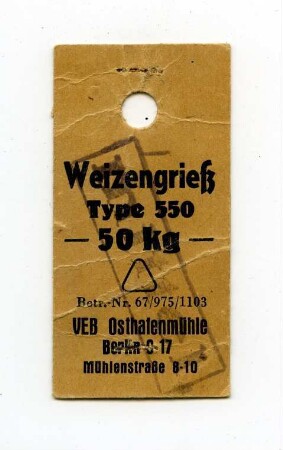 Weizengrieß
Type 550
— 50 kg —
Betr.-Nr. 67/975/1103
VEB Osthafenmühle
Berlin O 17
Mühlenstraße 8-10